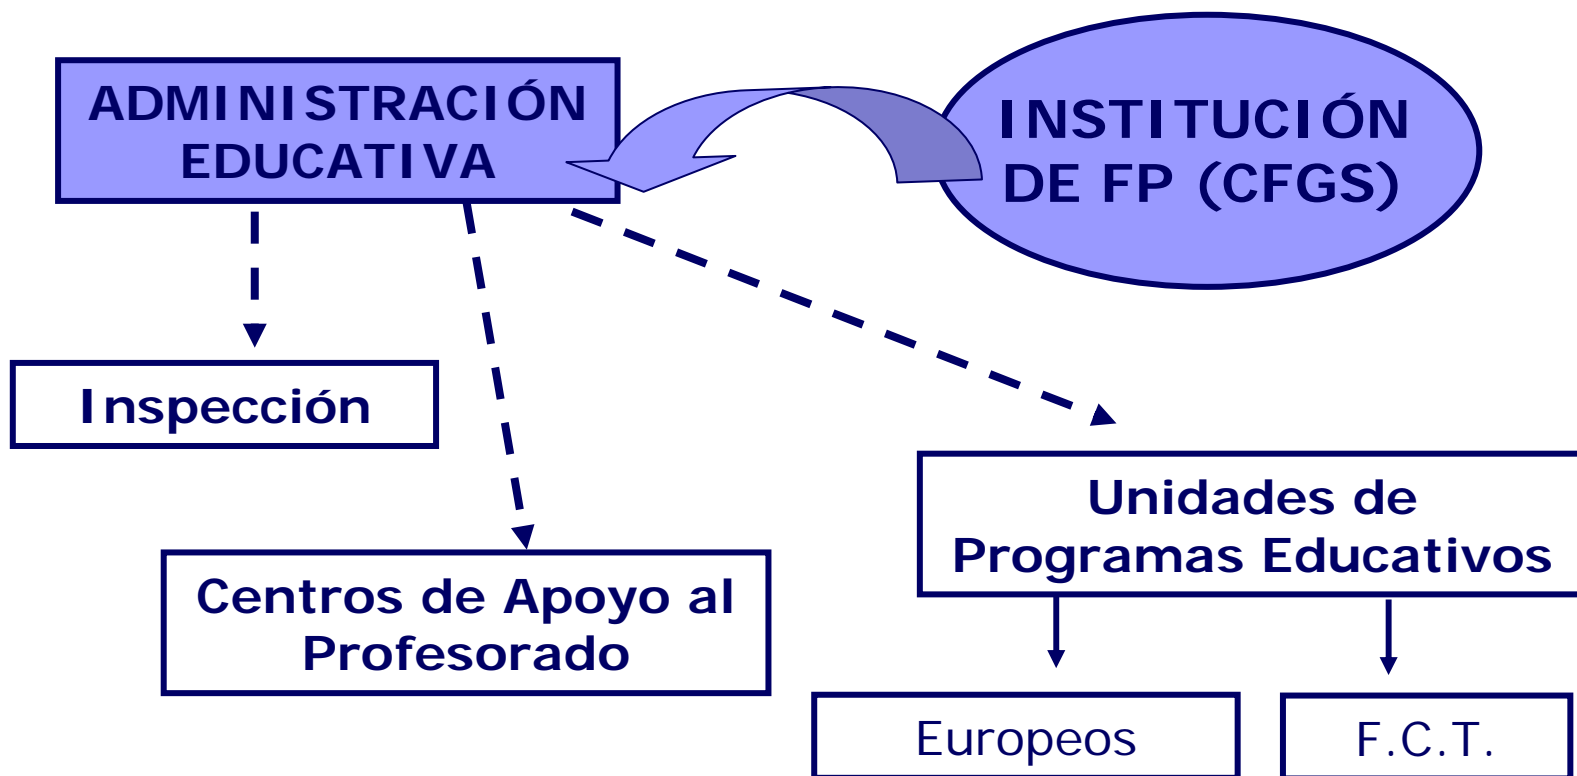 ADMINISTRACIÓN
EDUCATIVA
INSTITUCIÓN
DE FP (CFGS)
Inspección
Unidades de
Programas Educativos
Centros de Apoyo al
Profesorado
Europeos
F.C.T.